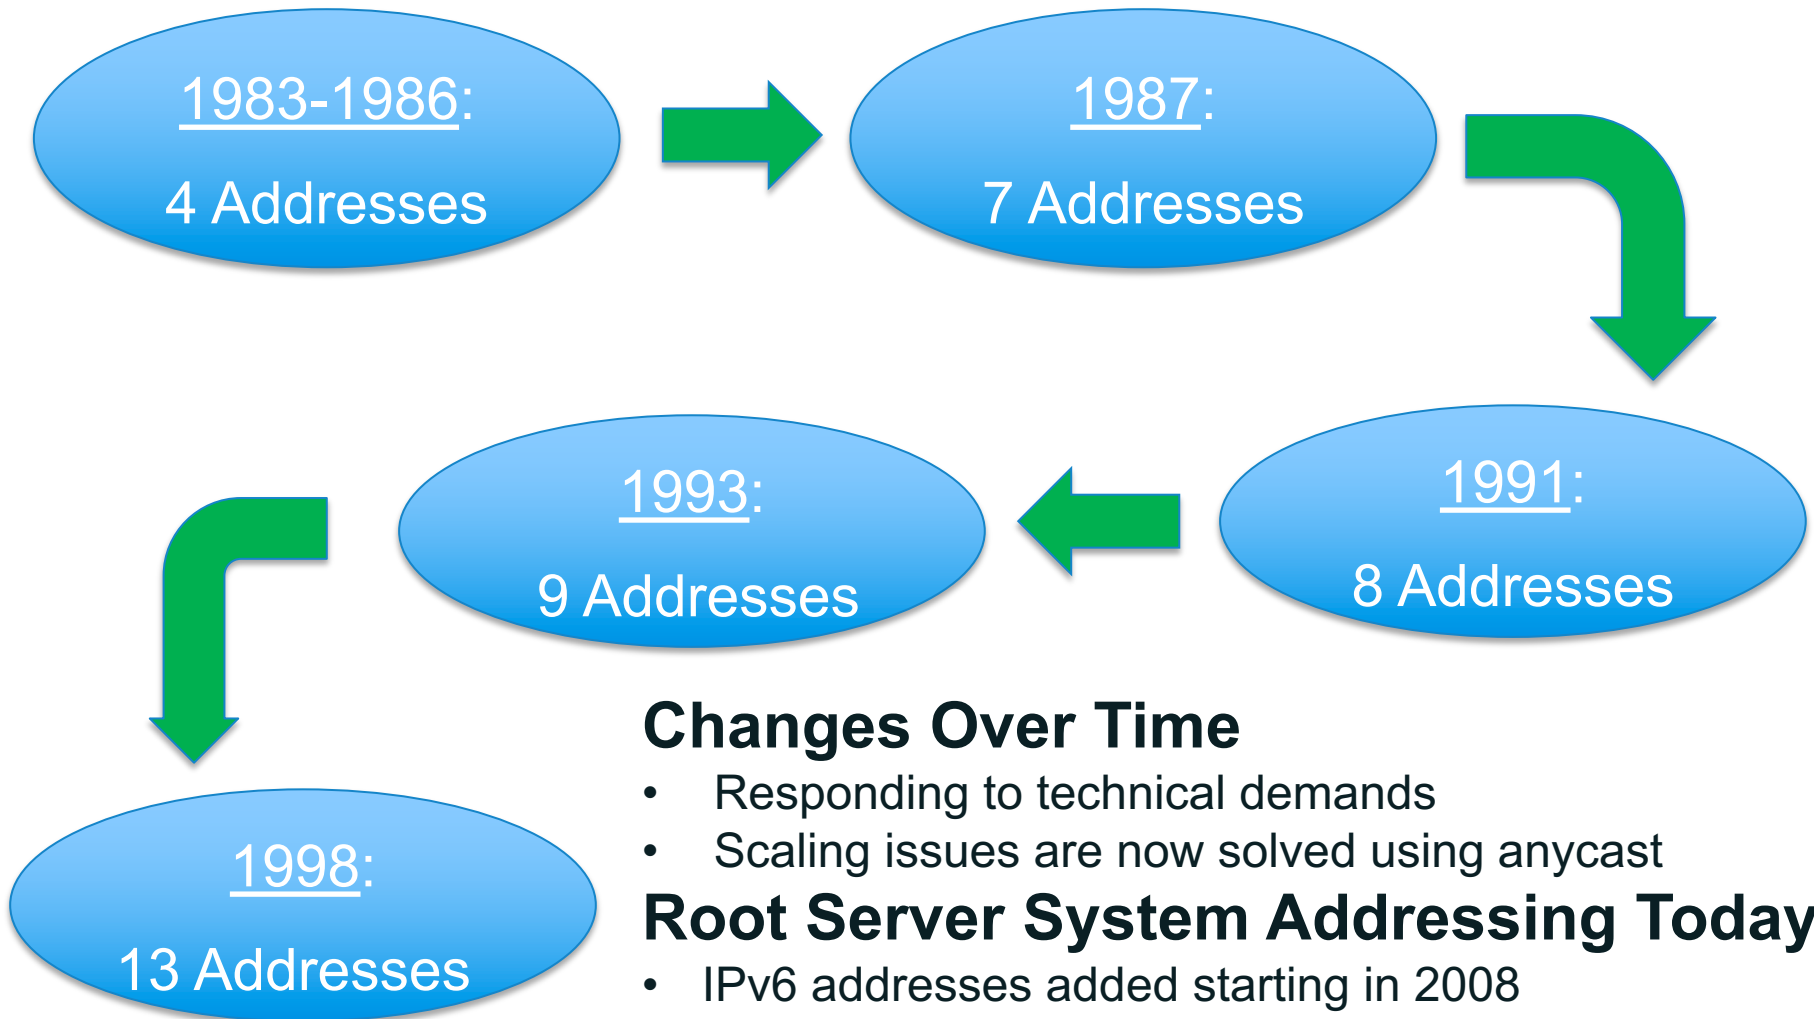 1983-1986:
4 Addresses
1987:
7 Addresses
1991:
8 Addresses
1993:
9 Addresses
1998:
13 Addresses
Changes Over Time
• Responding to technical demands
• Scaling issues are now solved using anycast
Root Server System Addressing Today
• IPv6 addresses added starting in 2008